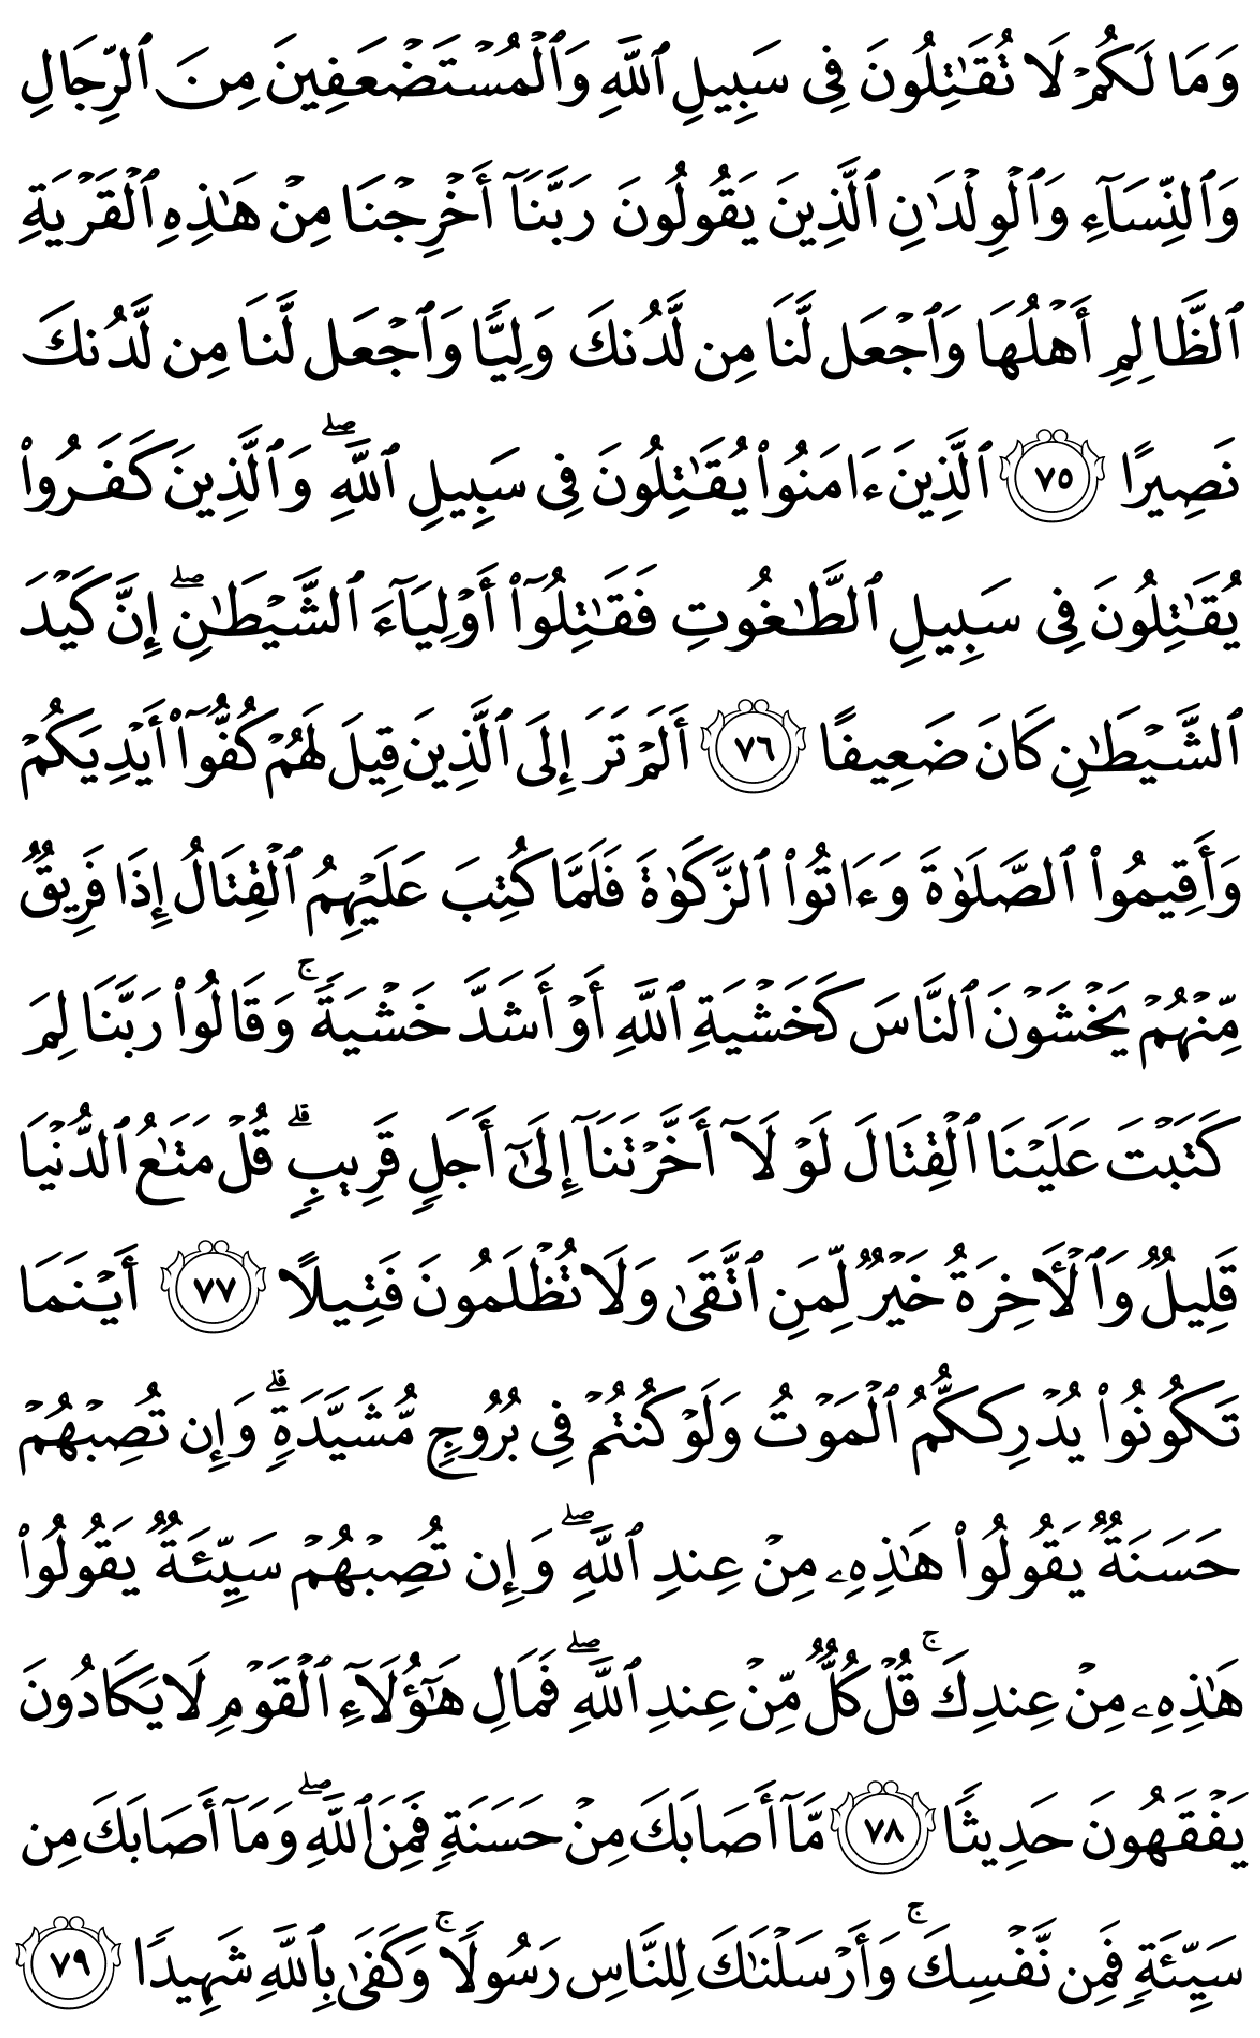 وَمَا لَكُمْ لَا تُقَٰتِلُونَ فِى سَبِيلِ ٱللَّهِ وَٱلْمُسْتَضْعَفِينَ مِنَ ٱلرِّجَالِ
وَٱلنِّسَآءِ وَٱلْوِلْدَٰنِ ٱلَّذِينَ يَقُولُونَ رَبَّنَآ أَخْرِجْنَا مِنْ هَٰذِهِ ٱلْقَرْيَةِ
ٱلظَّالِمِ أَهْلُهَا وَٱجْعَل لَّنَا مِن لَّدُنكَ وَلِيًّا وَٱجْعَل لَّنَا مِن لَّدُنكَ
نَصِيرًا ٧٥ ٱلَّذِينَ ءَامَنُوا۟ يُقَٰتِلُونَ فِى سَبِيلِ ٱللَّهِ ۖ وَٱلَّذِينَ كَفَرُوا۟
يُقَٰتِلُونَ فِى سَبِيلِ ٱلطَّٰغُوتِ فَقَٰتِلُوٓا۟ أَوْلِيَآءَ ٱلشَّيْطَٰنِ ۖ إِنَّ كَيْدَ
ٱلشَّيْطَٰنِ كَانَ ضَعِيفًا ٧٦ أَلَمْ تَرَ إِلَى ٱلَّذِينَ قِيلَ لَهُمْ كُفُّوٓا۟ أَيْدِيَكُمْ
وَأَقِيمُوا۟ ٱلصَّلَوٰةَ وَءَاتُوا۟ ٱلزَّكَوٰةَ فَلَمَّا كُتِبَ عَلَيْهِمُ ٱلْقِتَالُ إِذَا فَرِيقٌ
مِّنْهُمْ يَخْشَوْنَ ٱلنَّاسَ كَخَشْيَةِ ٱللَّهِ أَوْ أَشَدَّ خَشْيَةً ۚ وَقَالُوا۟ رَبَّنَا لِمَ
كَتَبْتَ عَلَيْنَا ٱلْقِتَالَ لَوْ لَآ أَخَّرْتَنَآ إِلَىٰٓ أَجَلٍ قَرِيبٍ ۗ قُلْ مَتَٰعُ ٱلدُّنْيَا
قَلِيلٌ وَٱلْـَٔاخِرَةُ خَيْرٌ لِّمَنِ ٱتَّقَىٰ وَلَا تُظْلَمُونَ فَتِيلًا ٧٧ أَيْنَمَا
تَكُونُوا۟ يُدْرِككُّمُ ٱلْمَوْتُ وَلَوْ كُنتُمْ فِى بُرُوجٍ مُّشَيَّدَةٍ ۗ وَإِن تُصِبْهُمْ
حَسَنَةٌ يَقُولُوا۟ هَٰذِهِۦ مِنْ عِندِ ٱللَّهِ ۖ وَإِن تُصِبْهُمْ سَيِّئَةٌ يَقُولُوا۟
هَٰذِهِۦ مِنْ عِندِكَ ۚ قُلْ كُلٌّ مِّنْ عِندِ ٱللَّهِ ۖ فَمَالِ هَٰٓؤُلَآءِ ٱلْقَوْمِ لَا يَكَادُونَ
يَفْقَهُونَ حَدِيثًا ٧٨ مَّآ أَصَابَكَ مِنْ حَسَنَةٍ فَمِنَ ٱللَّهِ ۖ وَمَآ أَصَابَكَ مِن
سَيِّئَةٍ فَمِن نَّفْسِكَ ۚ وَأَرْسَلْنَٰكَ لِلنَّاسِ رَسُولًا ۚ وَكَفَىٰ بِٱللَّهِ شَهِيدًا ٧٩